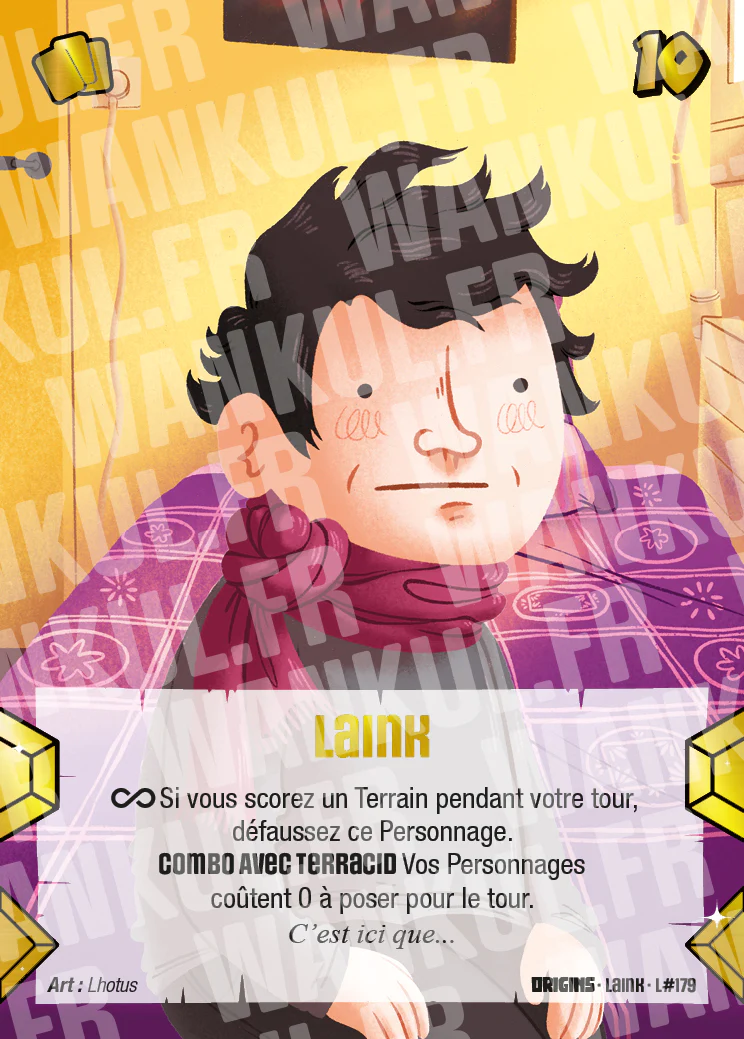 10
Laink
∞ Si vous scorez un Terrain pendant votre tour,
défaussez ce Personnage.
COMBO AVEC TERRACID Vos Personnages
coûtent 0 à poser pour le tour.
C'est ici que...
Art : Lhotus
ORIGINS · LAINK · L#179
WANKUL.FR